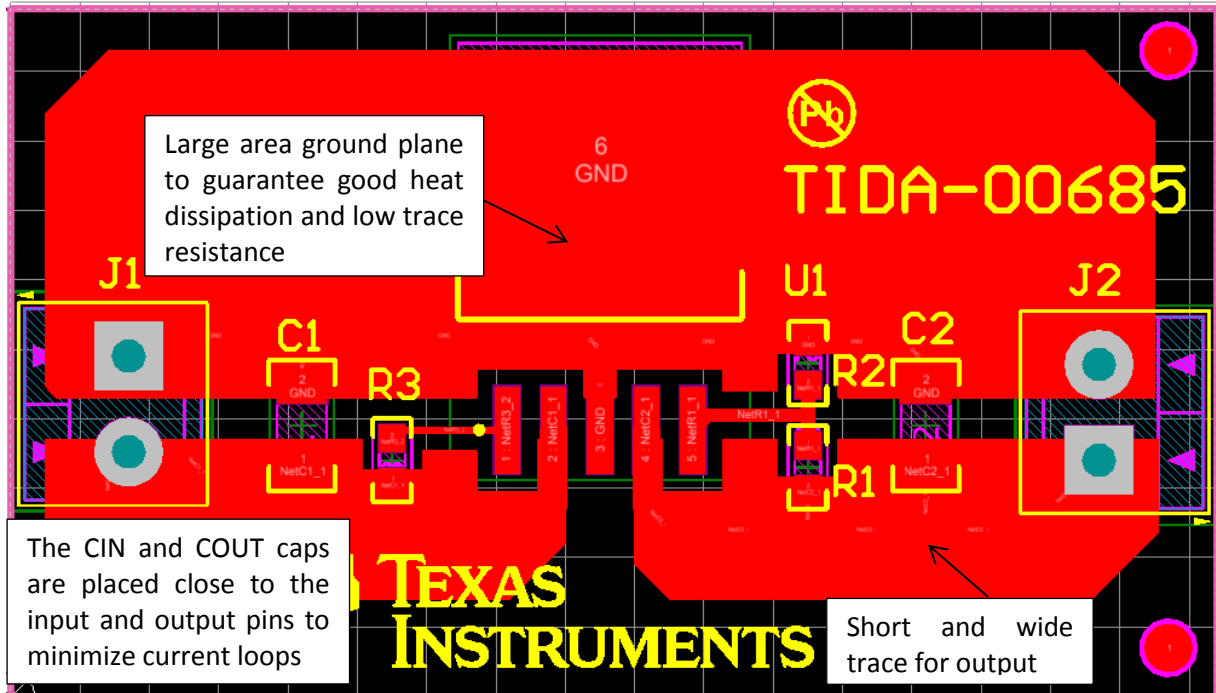 Pb
TIDA-00685
6
GND
Large area ground plane
to guarantee good heat
dissipation and low trace
resistance
J1
U1
J2
C1
C2
R3
R2
2
GND
2
GND
1 : NetR3_2
2 : NetC1_1
3 : GND
4 : NetC2_1
5 : NetR1_1
NetR1_1
1
NetC1_1
1
NetC2_1
R1
The CIN and COUT caps
are placed close to the
input and output pins to
minimize current loops
TEXAS
INSTRUMENTS
Short and wide
trace for output